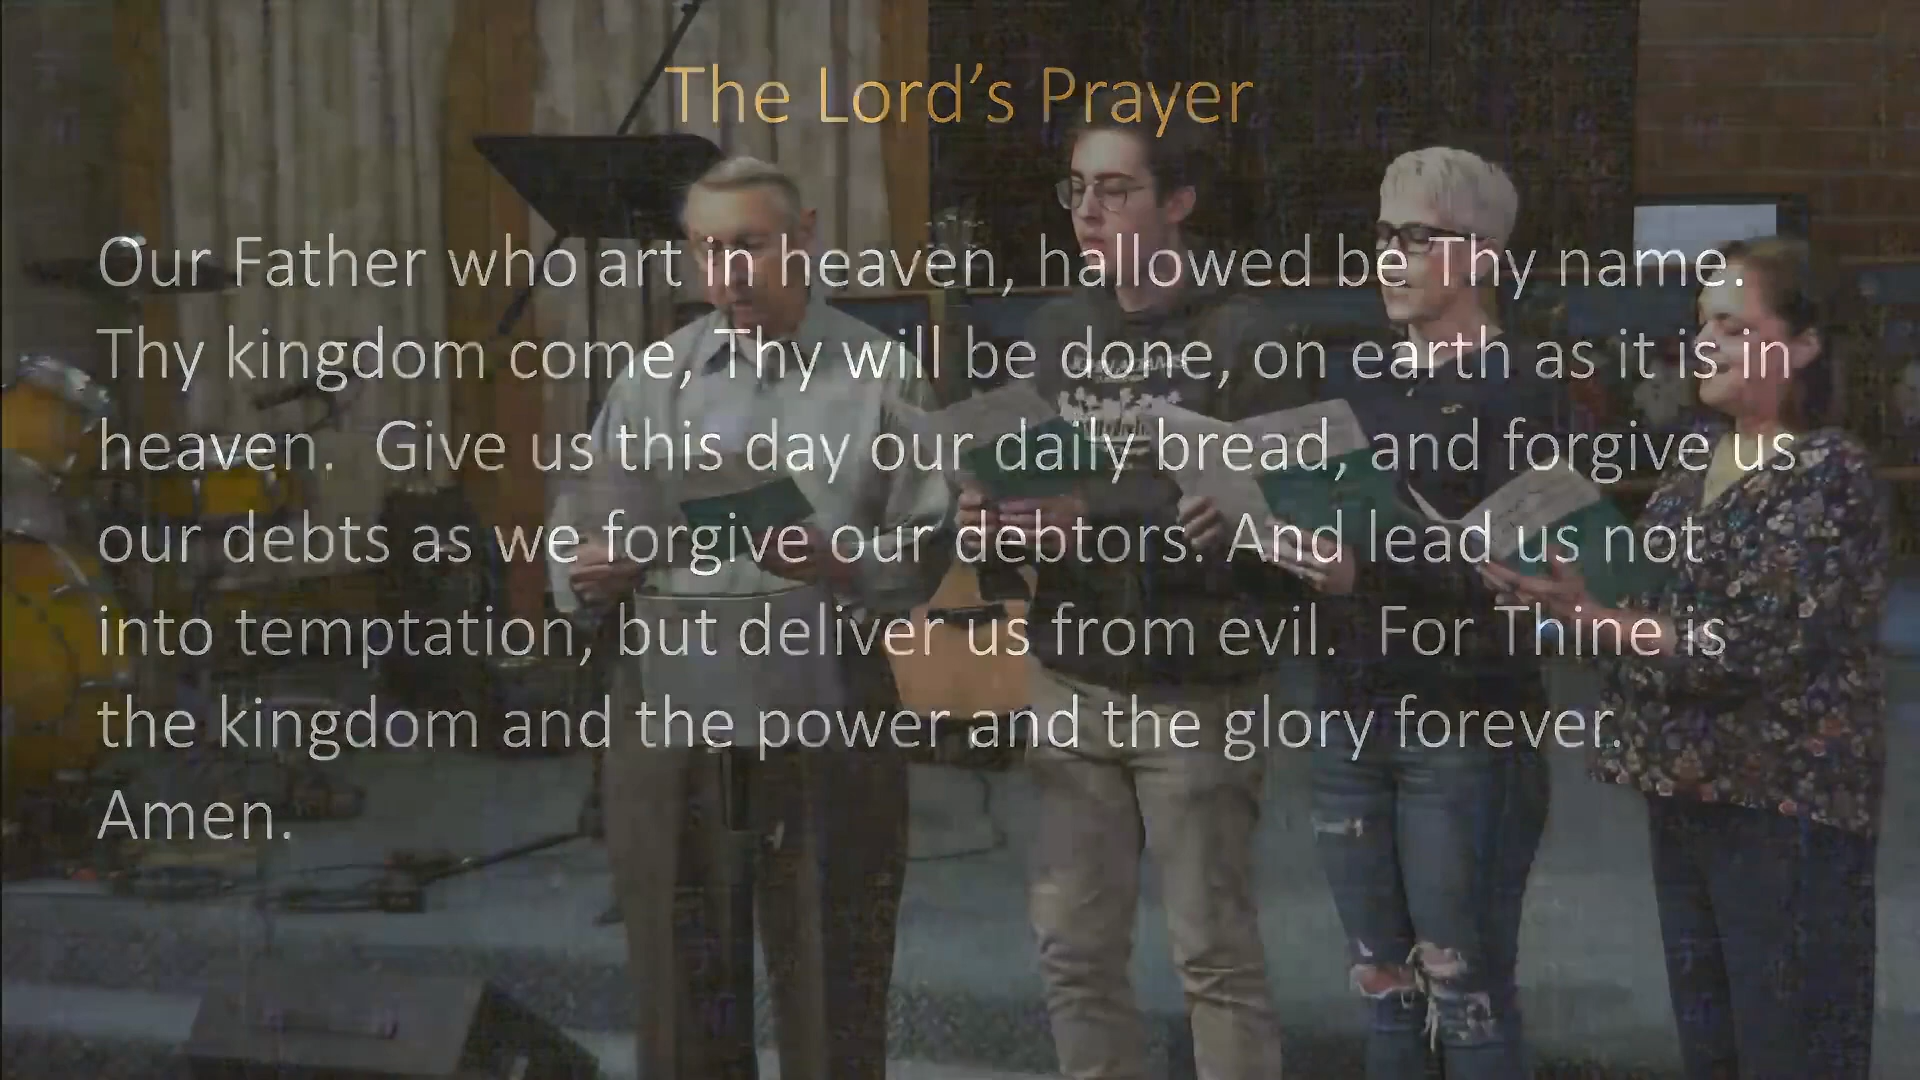 The Lord’s Prayer
Our Father who art in heaven, hallowed be Thy name.
Thy kingdom come, Thy will be done, on earth as it is in
heaven.  Give us this day our daily bread, and forgive us
our debts as we forgive our debtors. And lead us not
into temptation, but deliver us from evil.  For Thine is
the kingdom and the power and the glory forever.
Amen.